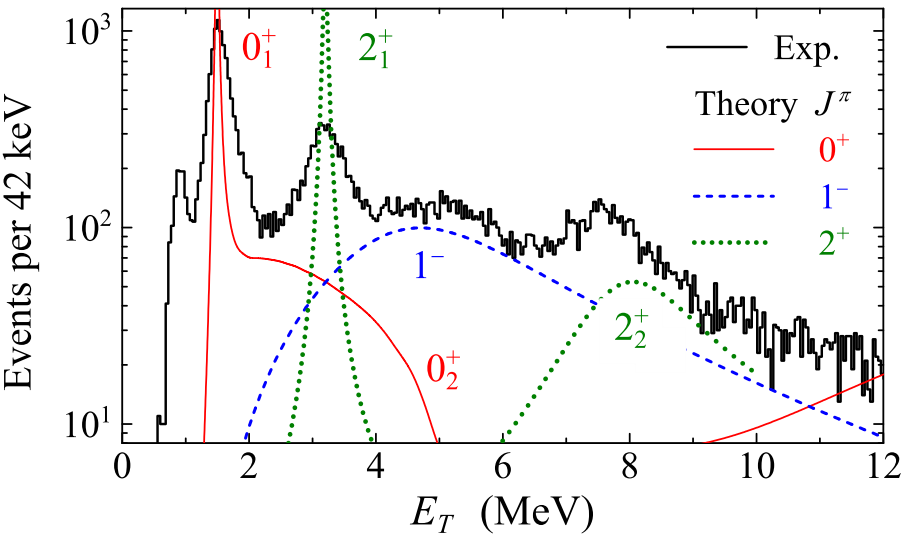 Events per 42 keV
10³
10²
10¹
0₁⁺
2₁⁺
Exp.
Theory Jπ
0⁺
1⁻
2⁺
1⁻
0₂⁺
2₂⁺
0 2 4 6 8 10 12
E_T (MeV)